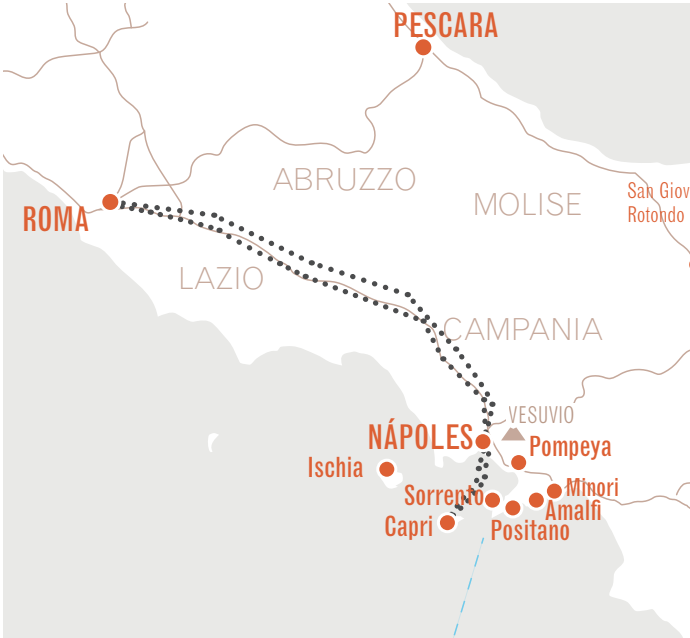 PESCARA
ABRUZZO
MOLISE
San Giov
Rotondo
ROMA
LAZIO
CAMPANIA
VESUVIO
NÁPOLES
Pompeya
Ischia
Sorrento
Minori
Amalfi
Capri
Positano